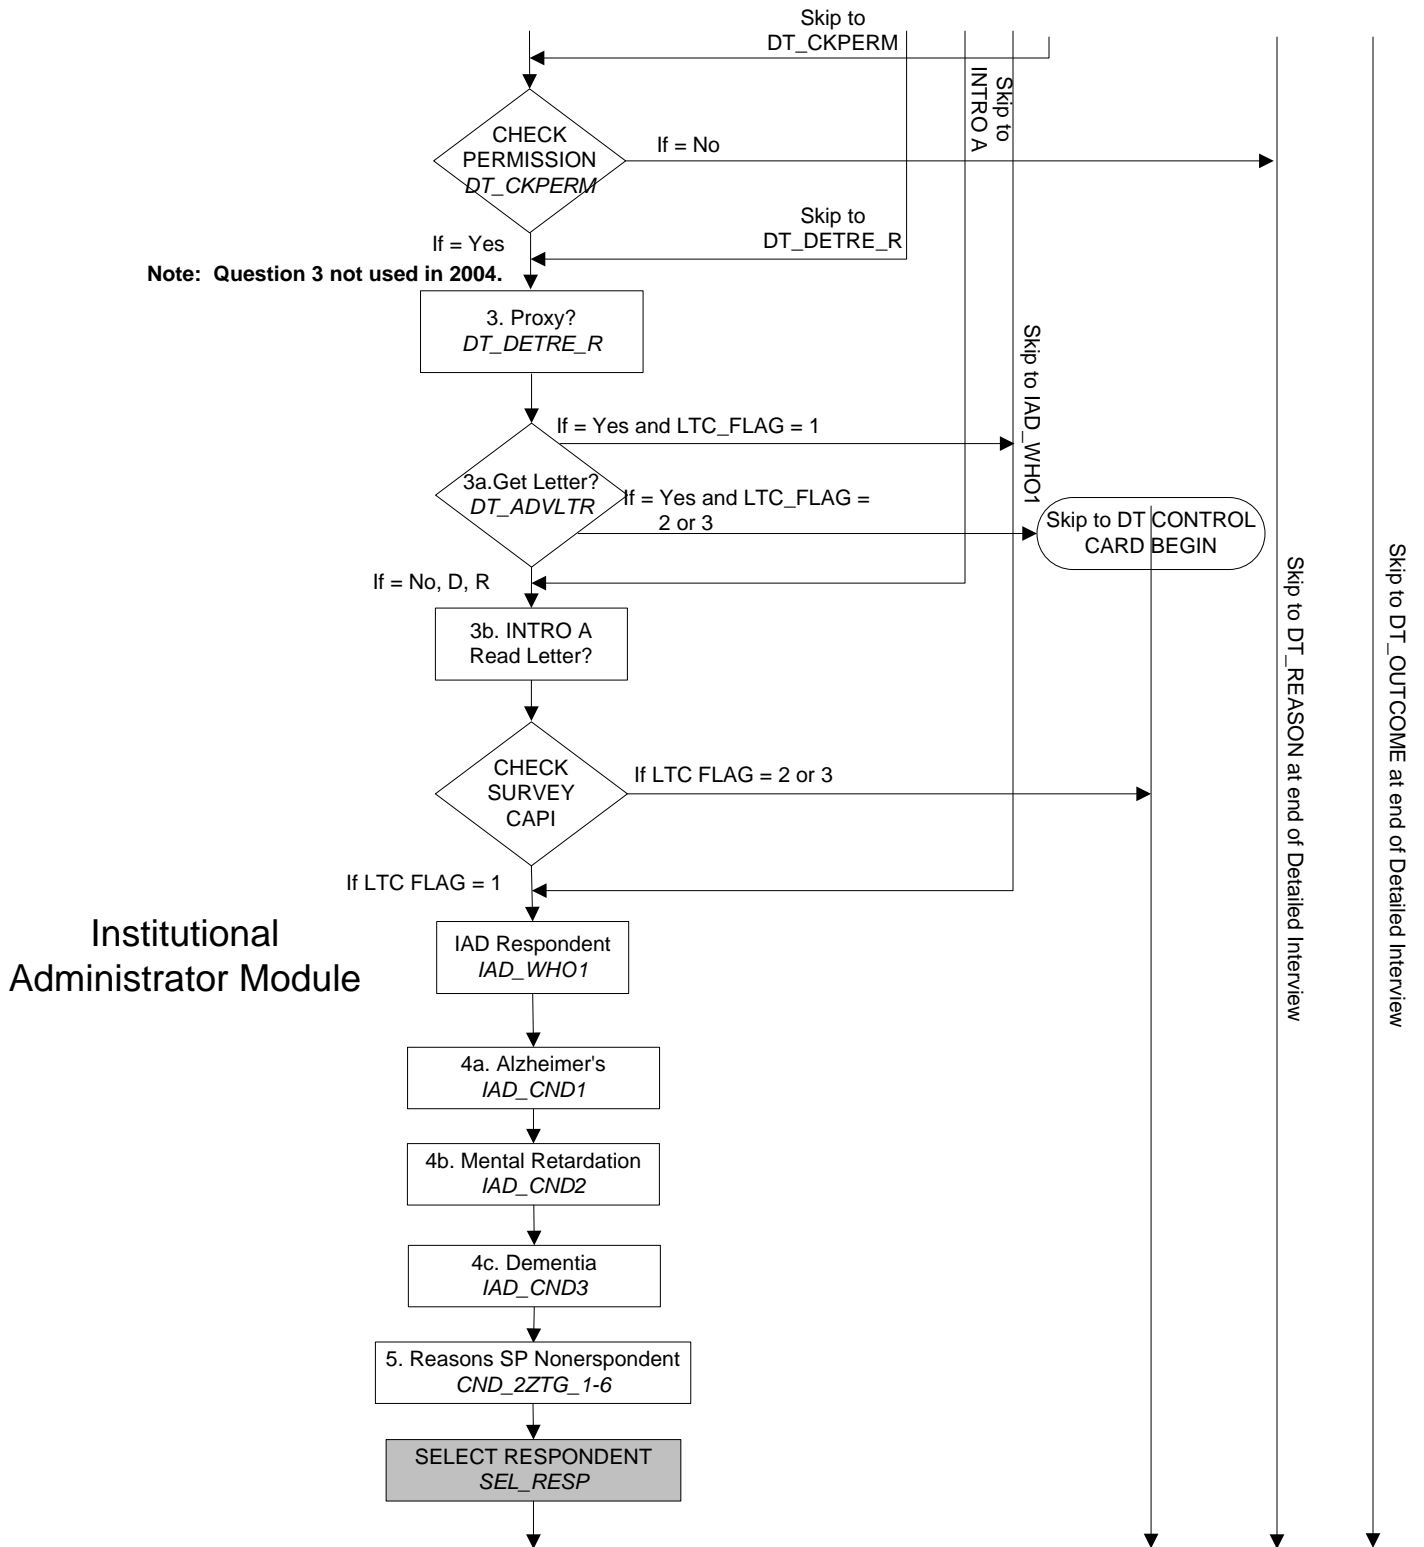 Skip to
DT_CKPERM
Skip to
INTRO A
CHECK
PERMISSION
DT_CKPERM
If = No
Skip to
DT_DETRE_R
If = Yes
Note:  Question 3 not used in 2004.
3. Proxy?
DT_DETRE_R
Skip to IAD_WHO1
If = Yes and LTC_FLAG = 1
3a.Get Letter?
DT_ADVLTR
If = Yes and LTC_FLAG =
2 or 3
Skip to DT CONTROL
CARD BEGIN
If = No, D, R
Skip to DT_REASON at end of Detailed Interview
Skip to DT_OUTCOME at end of Detailed Interview
3b. INTRO A
Read Letter?
CHECK
SURVEY
CAPI
If LTC FLAG = 2 or 3
If LTC FLAG = 1
Institutional
Administrator Module
IAD Respondent
IAD_WHO1
4a. Alzheimer's
IAD_CND1
4b. Mental Retardation
IAD_CND2
4c. Dementia
IAD_CND3
5. Reasons SP Nonerspondent
CND_2ZTG_1-6
SELECT RESPONDENT
SEL_RESP